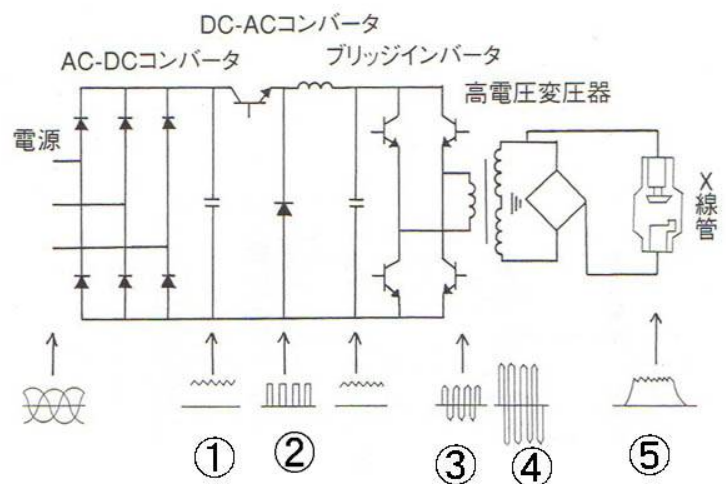 DC-ACコンバータ
AC-DCコンバータ
ブリッジインバータ
高電圧変圧器
電源
X線管
①
②
③
④
⑤